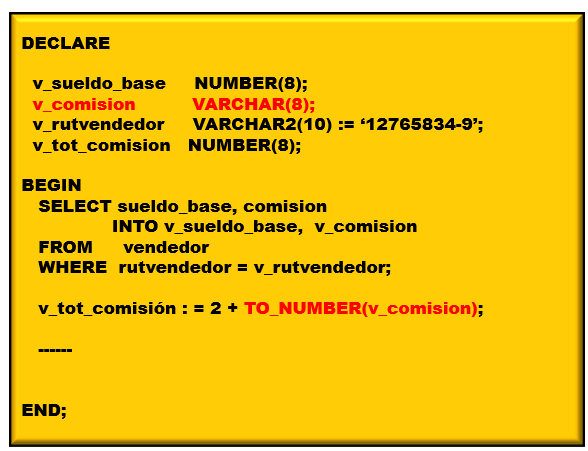 DECLARE
v_sueldo_base NUMBER(8);
v_comision VARCHAR(8);
v_rutvendedor VARCHAR2(10) := ‘12765834-9’;
v_tot_comision NUMBER(8);
BEGIN
SELECT sueldo_base, comision
INTO v_sueldo_base, v_comision
FROM vendedor
WHERE rutvendedor = v_rutvendedor;
v_tot_comisión : = 2 + TO_NUMBER(v_comision);
------
END;